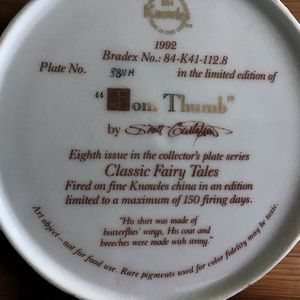 Knowles
1992
Bradex No.: 84-K41-112.8
Plate No. 3811H in the limited edition of
"Tom Thumb"
by Scott Gustafson
Eighth issue in the collector's plate series
Classic Fairy Tales
Fired on fine Knowles china in an edition
limited to a maximum of 150 firing days.
"His shirt was made of
butterflies' wings, His coat and
breeches were made with string."
Art object—not for food use. Rare pigments used for color fidelity may be toxic.